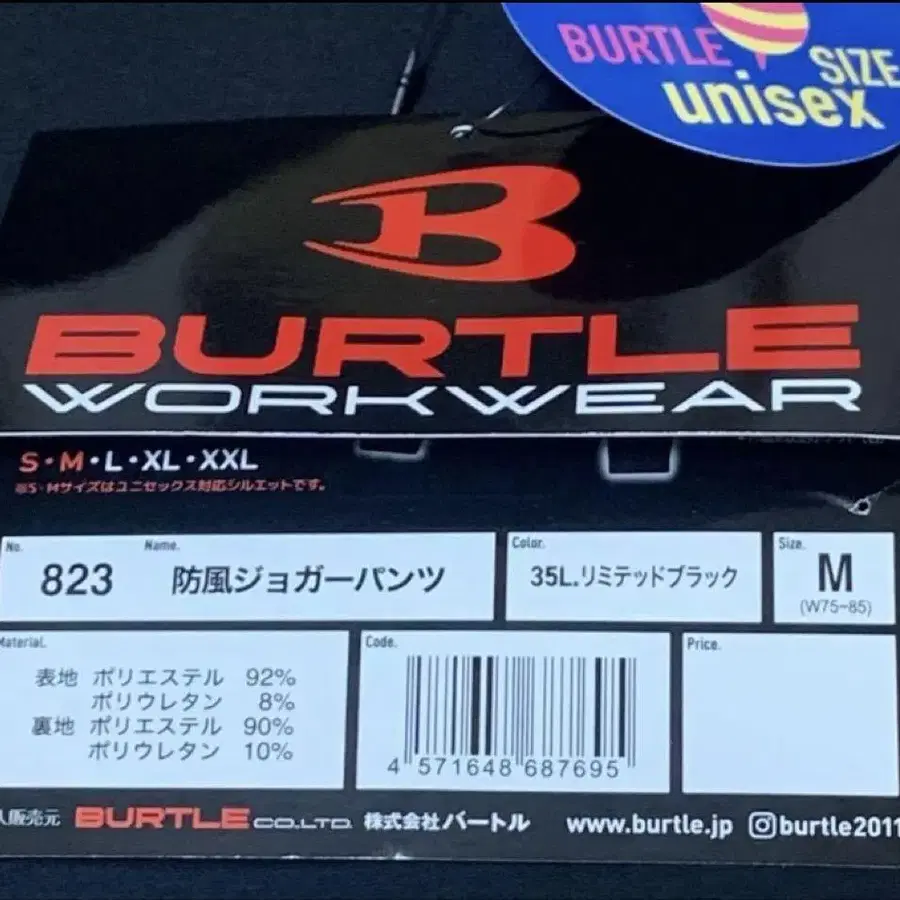 BURTLE
SIZE
unisex
BURTLE
WORKWEAR
S・M・L・XL・XXL
※S・Mサイズはユニセックス対応シルエットです。
No.
823
Name.
防風ジョガーパンツ
Color.
35L.リミテッドブラック
Size.
M
(W75~85)
Material.
表地 ポリエステル 92%
ポリウレタン 8%
裏地 ポリエステル 90%
ポリウレタン 10%
Code.
4 571648 687695
Price.
販売元 BURTLE CO.,LTD. 株式会社バートル www.burtle.jp burtle2011